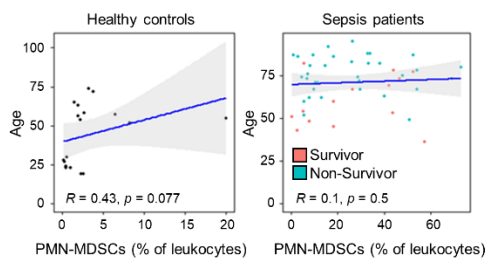 Healthy controls
Age
100
75
50
25
0
R = 0.43, p = 0.077
0 5 10 15 20
PMN-MDSCs (% of leukocytes)
Sepsis patients
Age
75
50
25
0
Survivor
Non-Survivor
R = 0.1, p = 0.5
0 20 40 60
PMN-MDSCs (% of leukocytes)